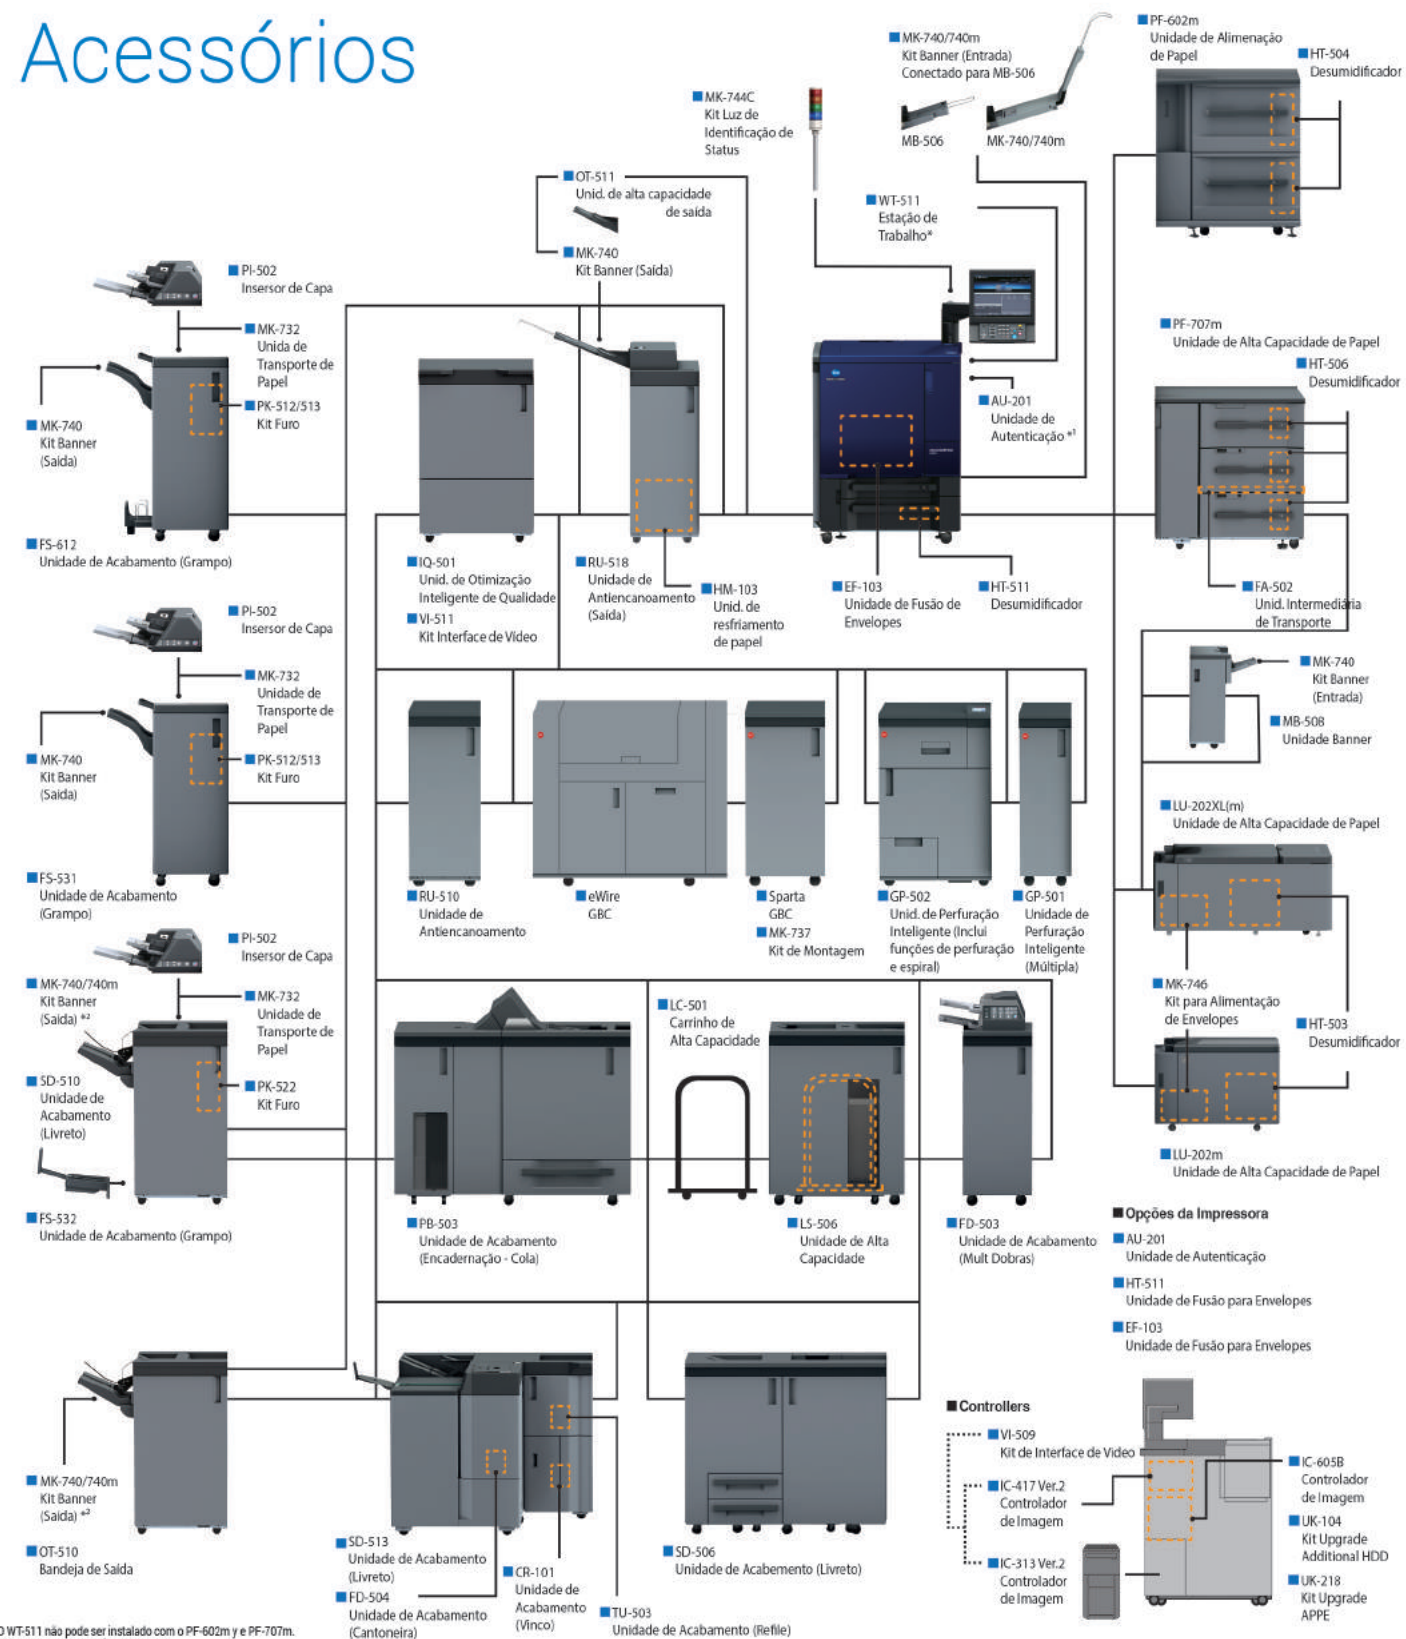 Acessórios
MK-740/740m
Kit Banner (Entrada)
Conectado para MB-506
MB-506
MK-740/740m
PF-602m
Unidade de Alimenação
de Papel
HT-504
Desumidificador
MK-744C
Kit Luz de
Identificação de
Status
OT-511
Unid. de alta capacidade
de saída
MK-740
Kit Banner (Saída)
WT-511
Estação de
Trabalho*
PI-502
Insersor de Capa
MK-732
Unida de
Transporte de
Papel
PK-512/513
Kit Furo
MK-740
Kit Banner
(Saída)
FS-612
Unidade de Acabamento (Grampo)
PF-707m
Unidade de Alta Capacidade de Papel
HT-506
Desumidificador
AU-201
Unidade de
Autenticação *1
IQ-501
Unid. de Otimização
Inteligente de Qualidade
VI-511
Kit Interface de Vídeo
RU-518
Unidade de
Antiencanoamento
(Saída)
HM-103
Unid. de
resfriamento
de papel
EF-103
Unidade de Fusão de
Envelopes
HT-511
Desumidificador
FA-502
Unid. Intermediária
de Transporte
PI-502
Insersor de Capa
MK-732
Unidade de
Transporte de
Papel
PK-512/513
Kit Furo
MK-740
Kit Banner
(Saída)
FS-531
Unidade de Acabamento
(Grampo)
MK-740
Kit Banner
(Entrada)
MB-508
Unidade Banner
RU-510
Unidade de
Antiencanoamento
eWire
GBC
Sparta
GBC
MK-737
Kit de Montagem
GP-502
Unid. de Perfuração
Inteligente (Inclui
funções de perfuração
e espiral)
GP-501
Unidade de
Perfuração
Inteligente
(Múltipla)
LU-202XL(m)
Unidade de Alta Capacidade de Papel
MK-746
Kit para Alimentação
de Envelopes
HT-503
Desumidificador
LU-202m
Unidade de Alta Capacidade de Papel
PI-502
Insersor de Capa
MK-740/740m
Kit Banner
(Saída) *2
MK-732
Unidade de
Transporte de
Papel
SD-510
Unidade de
Acabamento
(Livreto)
PK-522
Kit Furo
FS-532
Unidade de Acabamento (Grampo)
LC-501
Carrinho de
Alta Capacidade
PB-503
Unidade de Acabamento
(Encadernação - Cola)
LS-506
Unidade de Alta
Capacidade
FD-503
Unidade de Acabamento
(Mult Dobras)
Opções da Impressora
AU-201
Unidade de Autenticação
HT-511
Unidade de Fusão para Envelopes
EF-103
Unidade de Fusão para Envelopes
MK-740/740m
Kit Banner
(Saída) *2
OT-510
Bandeja de Saída
SD-513
Unidade de Acabamento
(Livreto)
FD-504
Unidade de Acabamento
(Cantoneira)
CR-101
Unidade de
Acabamento
(Vinco)
TU-503
Unidade de Acabamento (Refile)
SD-506
Unidade de Acabemento (Livreto)
Controllers
VI-509
Kit de Interface de Video
IC-417 Ver.2
Controlador
de Imagem
IC-313 Ver.2
Controlador
de Imagem
IC-605B
Controlador
de Imagem
UK-104
Kit Upgrade
Additional HDD
UK-218
Kit Upgrade
APPE
O WT-511 não pode ser instalado com o PF-602m y e PF-707m.